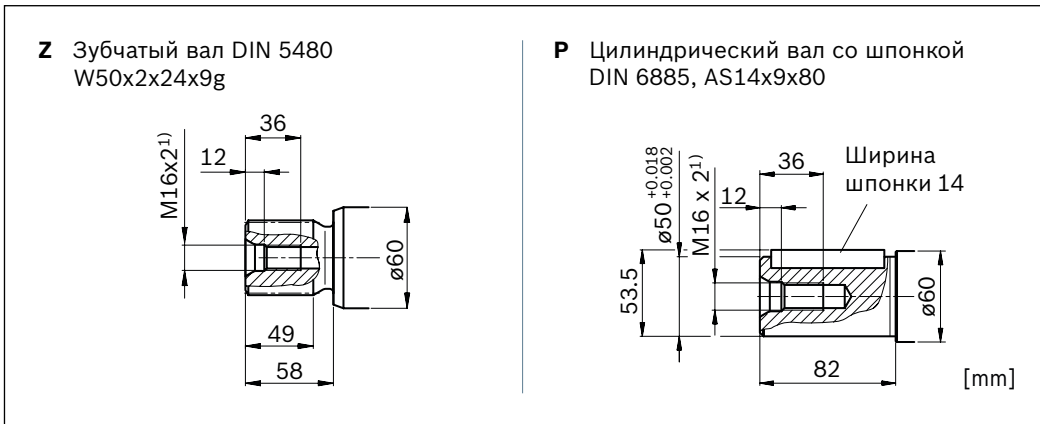 Z Зубчатый вал DIN 5480
W50x2x24x9g
36
12
M16x2¹⁾
ø60
49
58
P Цилиндрический вал со шпонкой
DIN 6885, AS14x9x80
Ширина
шпонки 14
36
12
ø50 +0.018
+0.002
M16 x 2¹⁾
53.5
ø60
82
[mm]